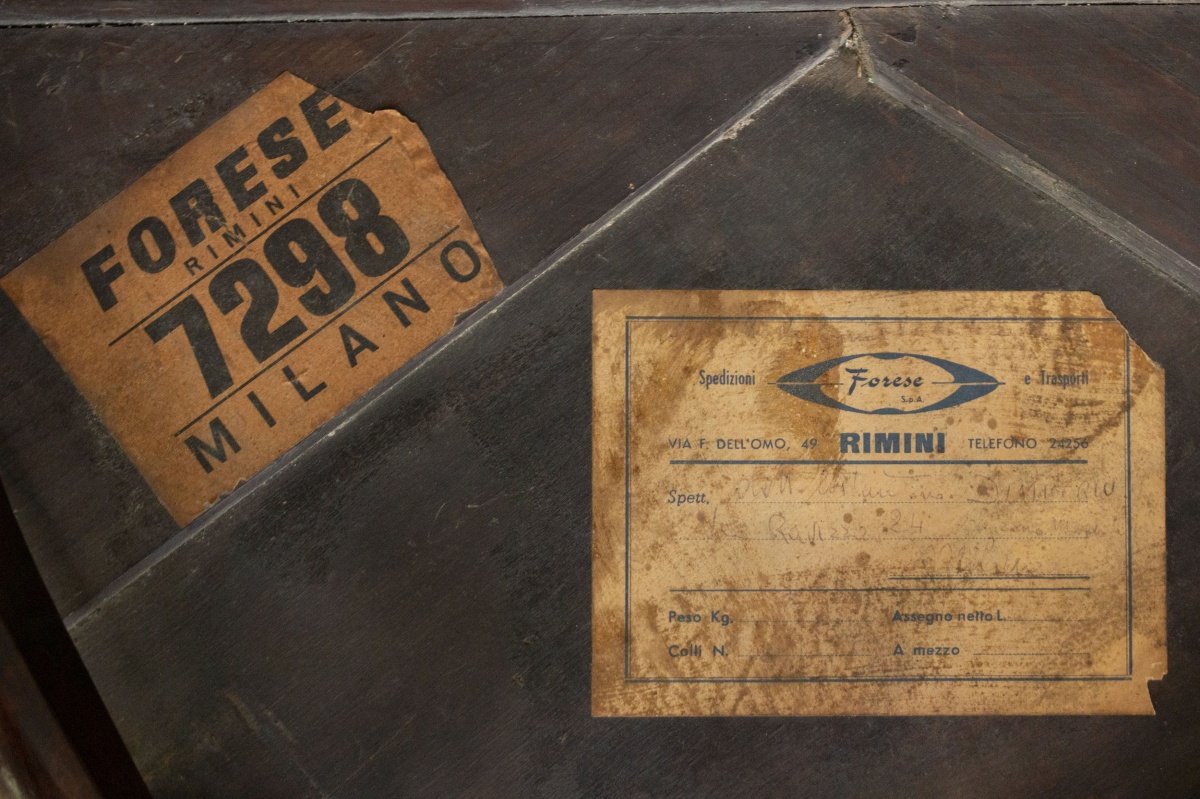 FORESE
RIMINI
7298
MILANO
Spedizioni Forese e Trasporti
S.p.A.
VIA F. DELL'OMO, 49 RIMINI TELEFONO 24256
Spett.
24
Peso Kg. Assegno netto L.
Colli N. A mezzo